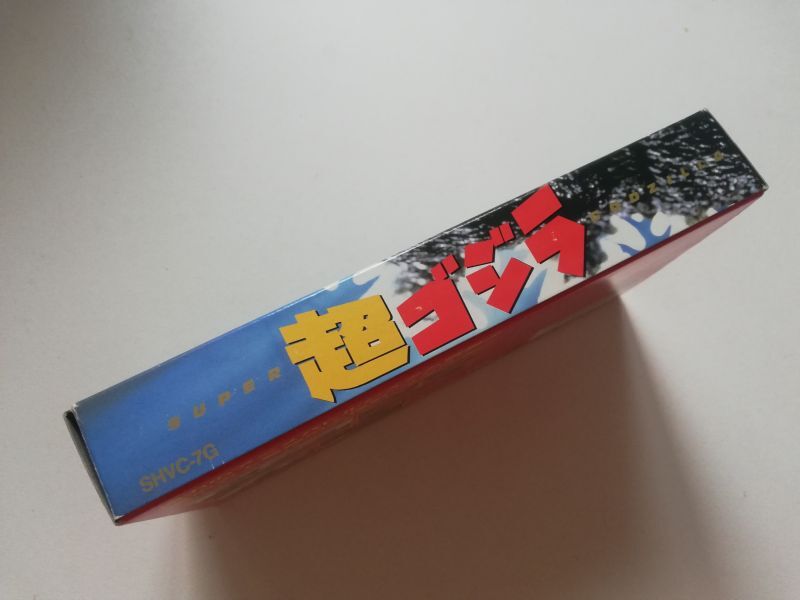 SUPER 超ゴジラ GODZILLA
SHVC-7G